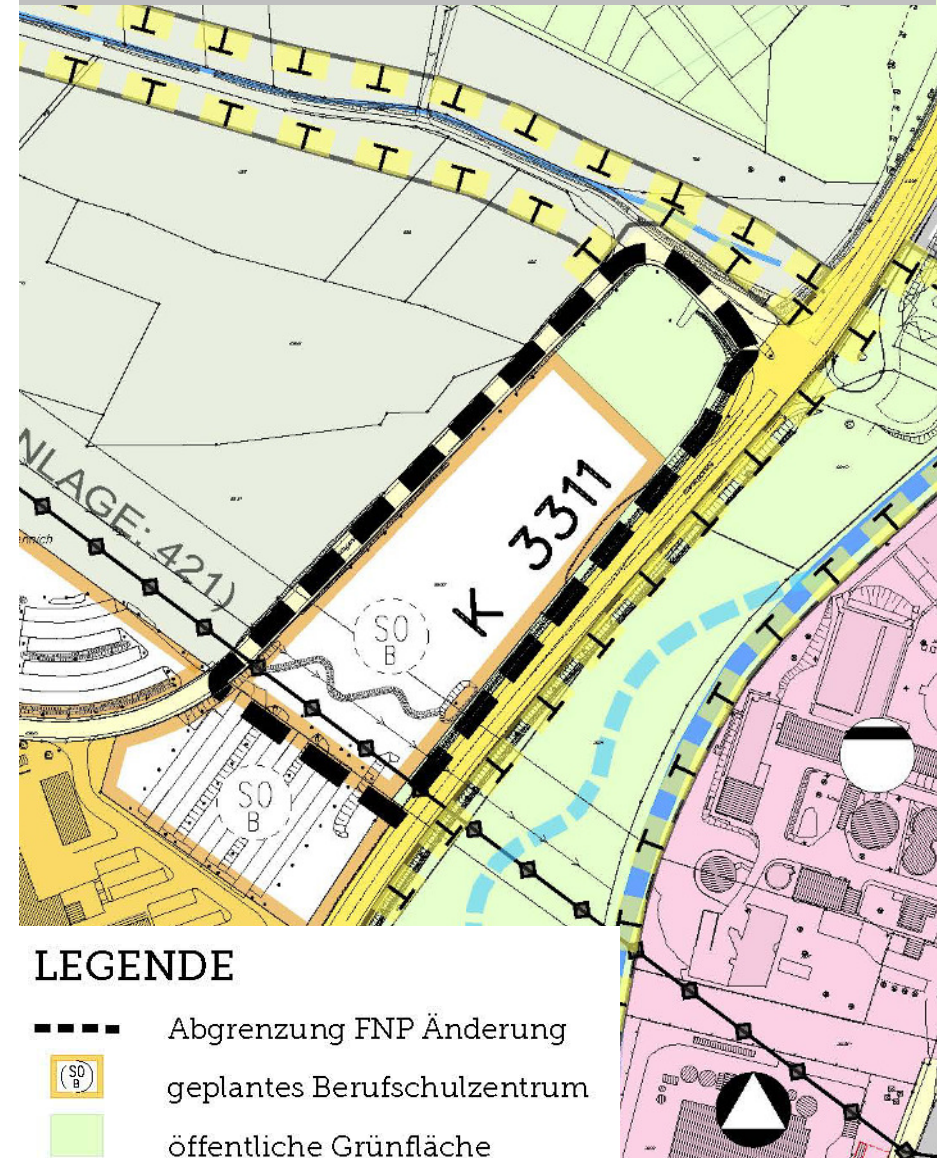 NLAGE: 421)
K 3311
SO
B
SO
B
LEGENDE
Abgrenzung FNP Änderung
(SO)
B
geplantes Berufschulzentrum
öffentliche Grünfläche